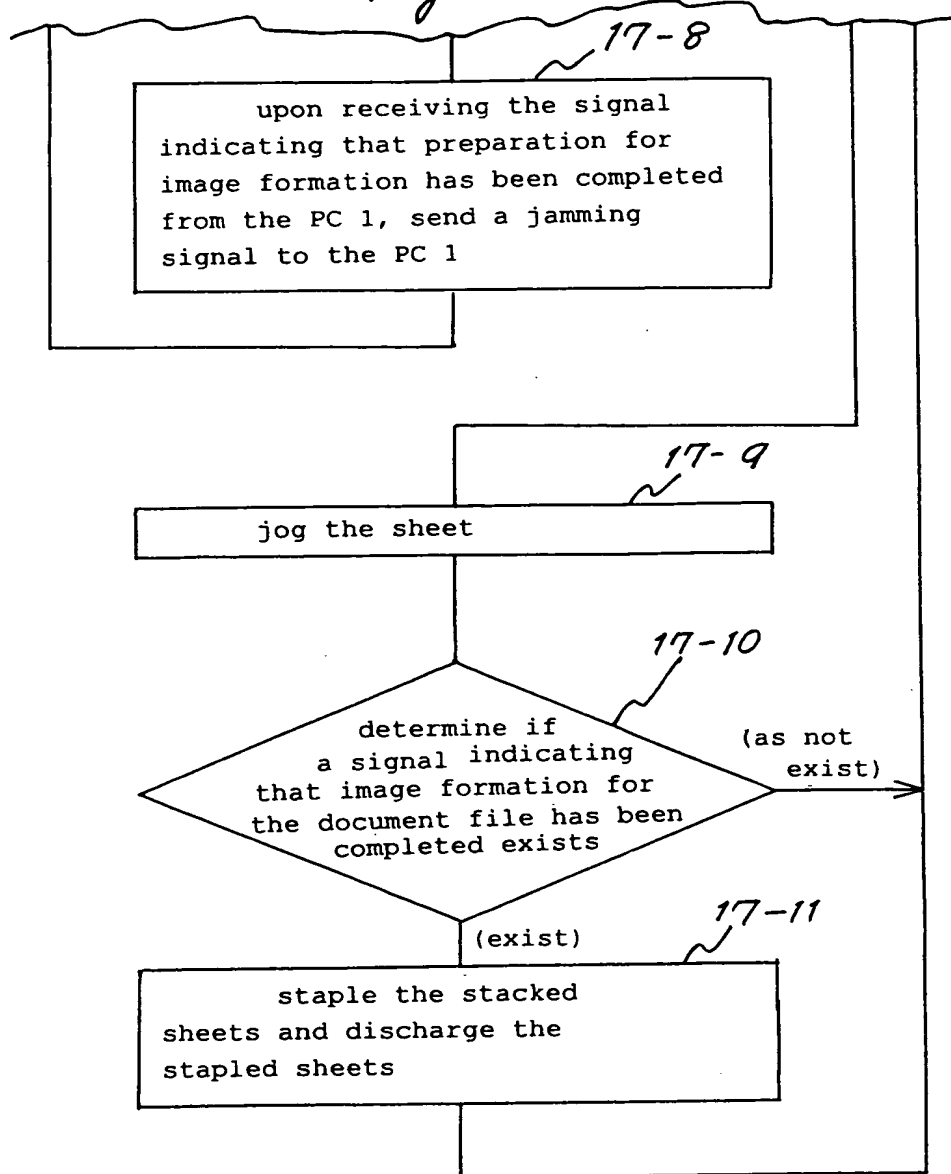 17-8
upon receiving the signal
indicating that preparation for
image formation has been completed
from the PC 1, send a jamming
signal to the PC 1
17-9
jog the sheet
17-10
determine if
a signal indicating
that image formation for
the document file has been
completed exists
(as not
exist)
(exist)
17-11
staple the stacked
sheets and discharge the
stapled sheets